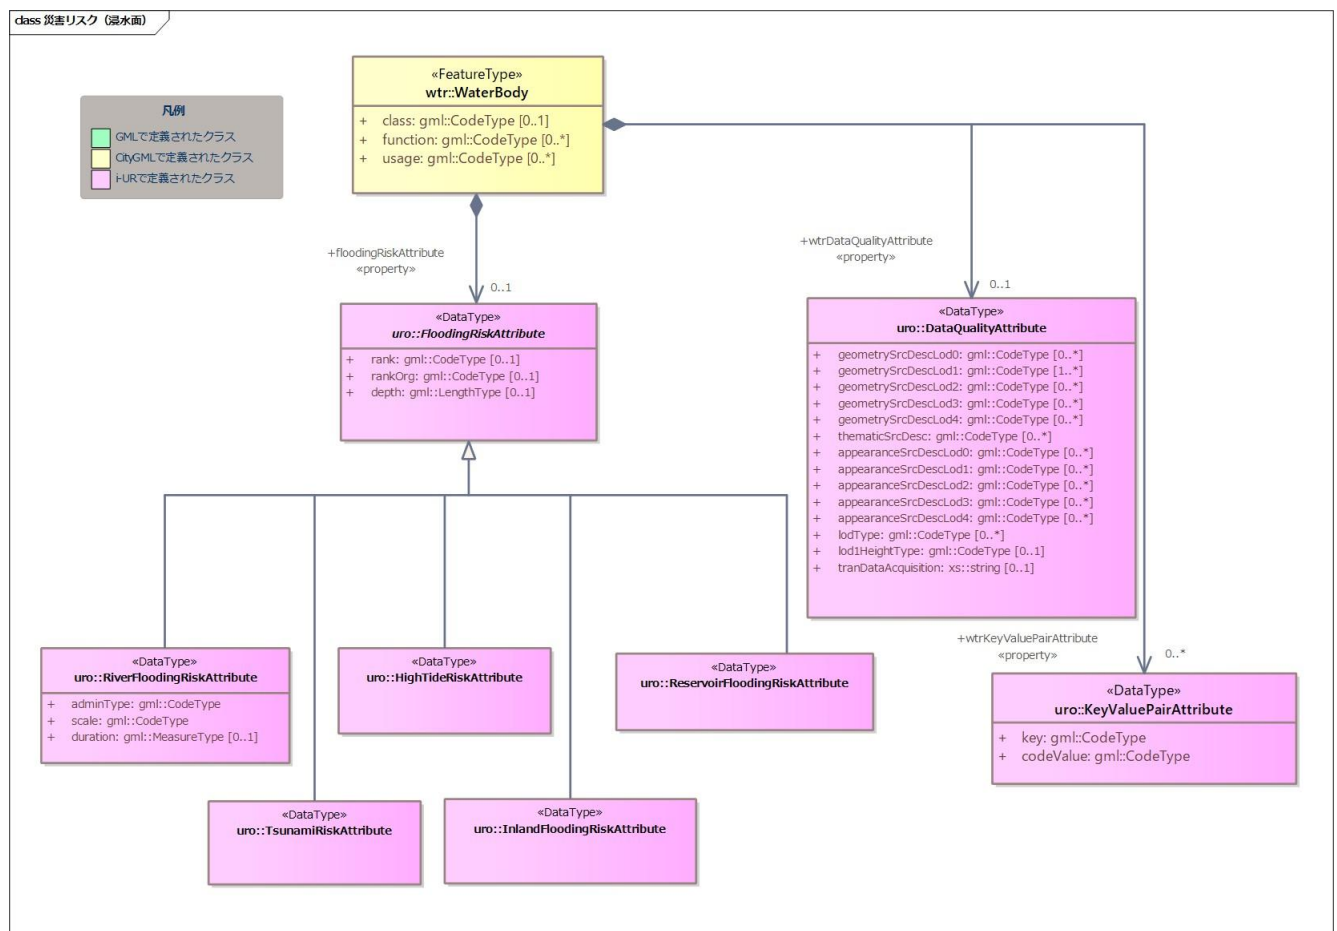 class 災害リスク（浸水面）
凡例
GMLで定義されたクラス
CityGMLで定義されたクラス
i-URで定義されたクラス
«FeatureType»
wtr::WaterBody
+ class: gml::CodeType [0..1]
+ function: gml::CodeType [0..*]
+ usage: gml::CodeType [0..*]
+floodingRiskAttribute
«property»
0..1
+wtrDataQualityAttribute
«property»
0..1
«DataType»
uro::FloodingRiskAttribute
+ rank: gml::CodeType [0..1]
+ rankOrg: gml::CodeType [0..1]
+ depth: gml::LengthType [0..1]
«DataType»
uro::DataQualityAttribute
+ geometrySrcDescLod0: gml::CodeType [0..*]
+ geometrySrcDescLod1: gml::CodeType [1..*]
+ geometrySrcDescLod2: gml::CodeType [0..*]
+ geometrySrcDescLod3: gml::CodeType [0..*]
+ geometrySrcDescLod4: gml::CodeType [0..*]
+ thematicSrcDesc: gml::CodeType [0..*]
+ appearanceSrcDescLod0: gml::CodeType [0..*]
+ appearanceSrcDescLod1: gml::CodeType [0..*]
+ appearanceSrcDescLod2: gml::CodeType [0..*]
+ appearanceSrcDescLod3: gml::CodeType [0..*]
+ appearanceSrcDescLod4: gml::CodeType [0..*]
+ lodType: gml::CodeType [0..*]
+ lod1HeightType: gml::CodeType [0..1]
+ tranDataAcquisition: xs::string [0..1]
+wtrKeyValuePairAttribute
«property»
0..*
«DataType»
uro::RiverFloodingRiskAttribute
+ adminType: gml::CodeType
+ scale: gml::CodeType
+ duration: gml::MeasureType [0..1]
«DataType»
uro::HighTideRiskAttribute
«DataType»
uro::ReservoirFloodingRiskAttribute
«DataType»
uro::KeyValuePairAttribute
+ key: gml::CodeType
+ codeValue: gml::CodeType
«DataType»
uro::TsunamiRiskAttribute
«DataType»
uro::InlandFloodingRiskAttribute